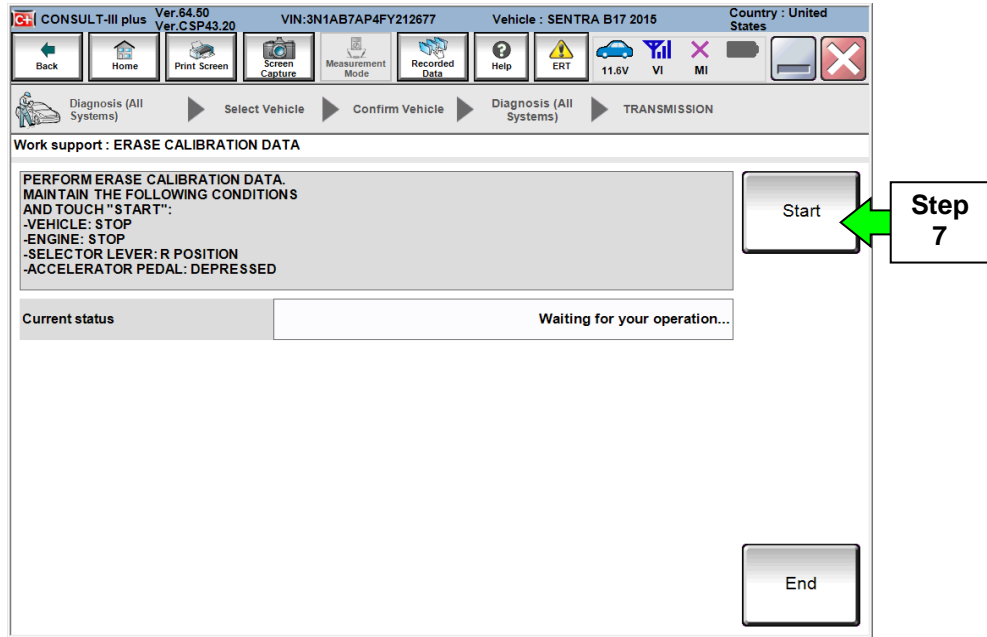 C+ CONSULT-III plus Ver.64.50 Ver.CSP43.20 VIN:3N1AB7AP4FY212677 Vehicle : SENTRA B17 2015 Country : United States
Back Home Print Screen Screen Capture Measurement Mode Recorded Data Help ERT 11.6V VI MI
Diagnosis (All Systems) Select Vehicle Confirm Vehicle Diagnosis (All Systems) TRANSMISSION
Work support : ERASE CALIBRATION DATA
PERFORM ERASE CALIBRATION DATA.
MAINTAIN THE FOLLOWING CONDITIONS
AND TOUCH "START":
-VEHICLE: STOP
-ENGINE: STOP
-SELECTOR LEVER: R POSITION
-ACCELERATOR PEDAL: DEPRESSED
Start
Step
7
Current status Waiting for your operation...
End